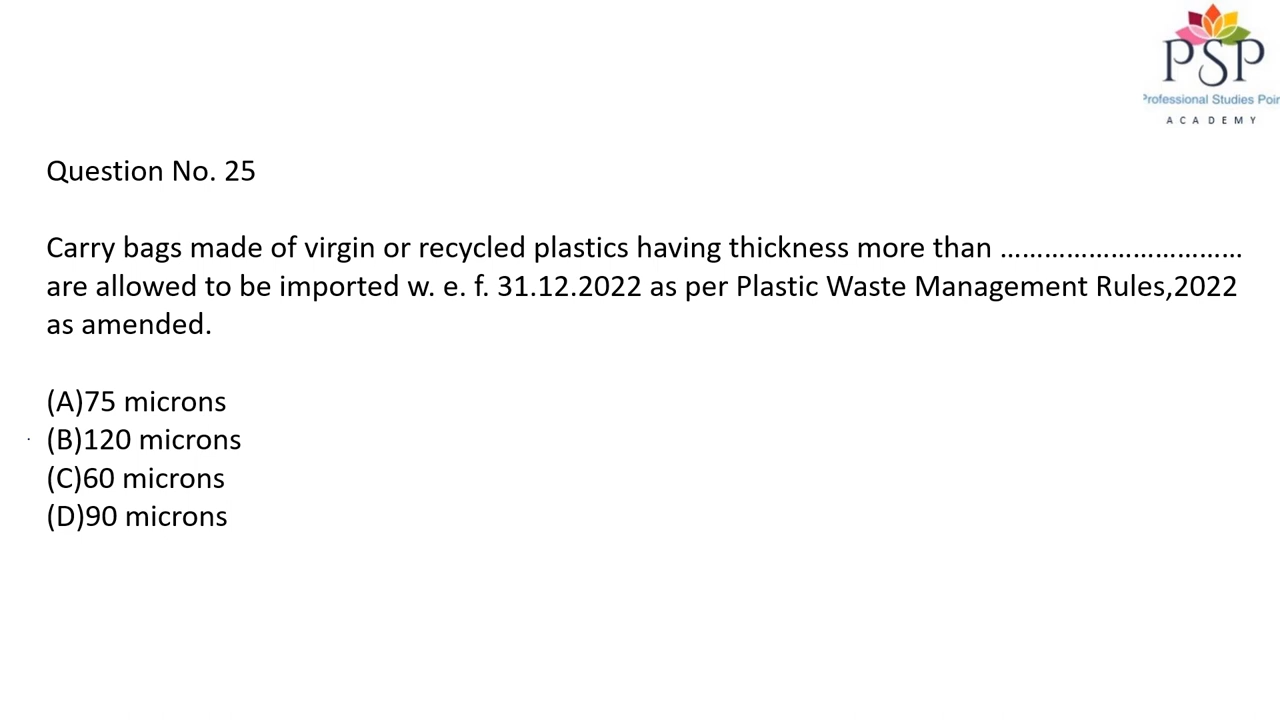 PSP
Professional Studies Poin
ACADEMY
Question No. 25
Carry bags made of virgin or recycled plastics having thickness more than ……………………………
are allowed to be imported w. e. f. 31.12.2022 as per Plastic Waste Management Rules,2022
as amended.
(A)75 microns
(B)120 microns
(C)60 microns
(D)90 microns